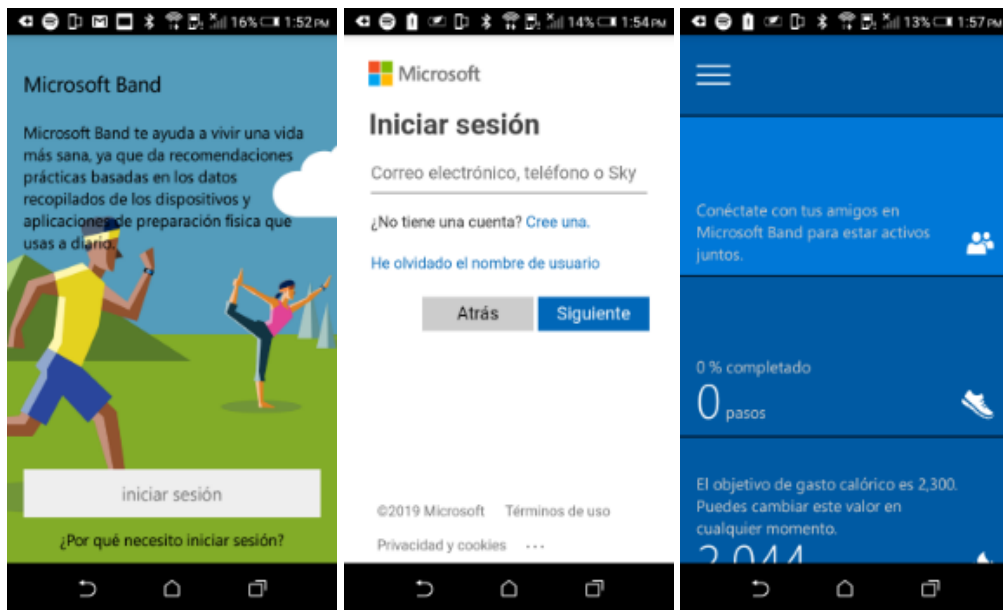 16% 1:52 PM
Microsoft Band
Microsoft Band te ayuda a vivir una vida
más sana, ya que da recomendaciones
prácticas basadas en los datos
recopilados de los dispositivos y
aplicaciones de preparación física que
usas a diario.
iniciar sesión
¿Por qué necesito iniciar sesión?
14% 1:54 PM
Microsoft
Iniciar sesión
Correo electrónico, teléfono o Sky
¿No tiene una cuenta? Cree una.
He olvidado el nombre de usuario
Atrás Siguiente
©2019 Microsoft Términos de uso
Privacidad y cookies ...
13% 1:57 PM
Conéctate con tus amigos en
Microsoft Band para estar activos
juntos.
0 % completado
0 pasos
El objetivo de gasto calórico es 2,300.
Puedes cambiar este valor en
cualquier momento.
2,044